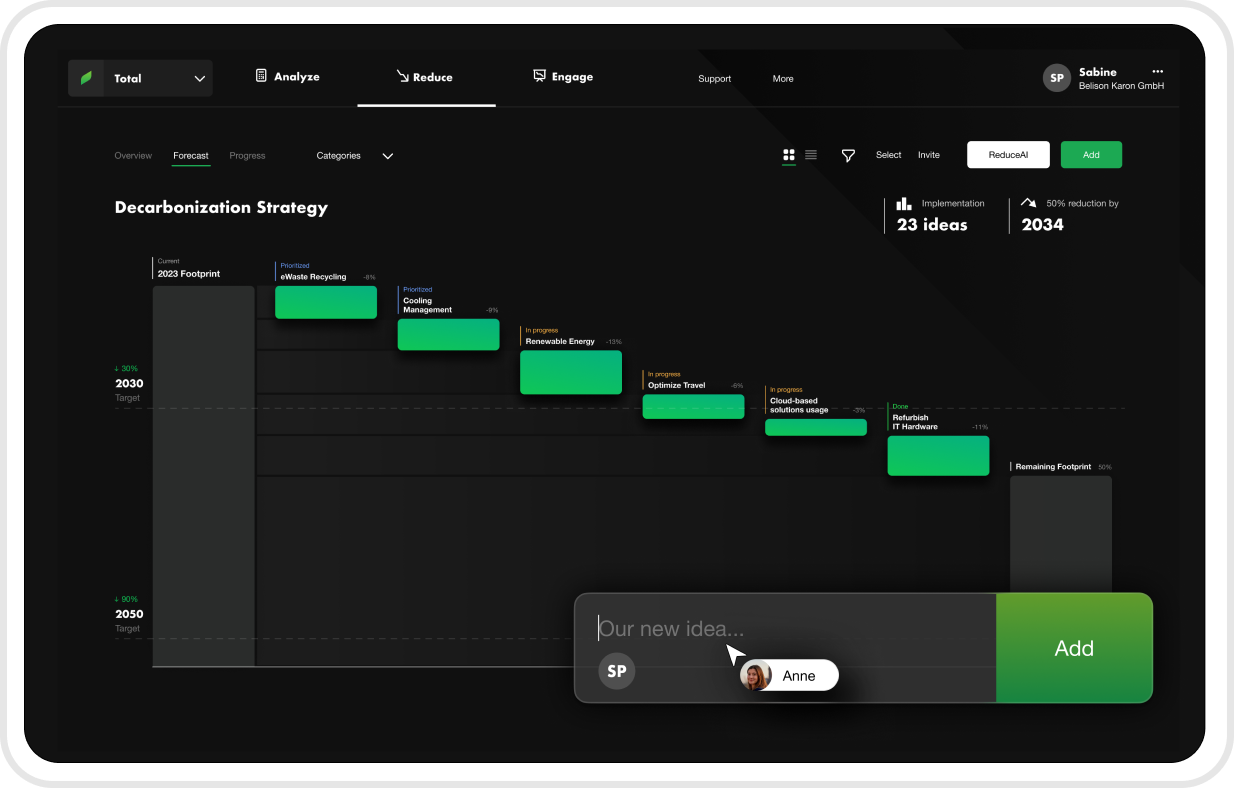 Total
Analyze
Reduce
Engage
Support
More
SP
Sabine
Belison Karon GmbH
Overview
Forecast
Progress
Categories
Select
Invite
ReduceAI
Add
Decarbonization Strategy
Implementation
23 ideas
50% reduction by
2034
Current
2023 Footprint
Prioritized
eWaste Recycling -8%
Prioritized
Cooling
Management -9%
In progress
Renewable Energy -13%
↓ 30%
2030
Target
In progress
Optimize Travel -6%
In progress
Cloud-based
solutions usage -3%
Done
Refurbish
IT Hardware -11%
Remaining Footprint 50%
↓ 90%
2050
Target
Our new idea...
SP
Anne
Add